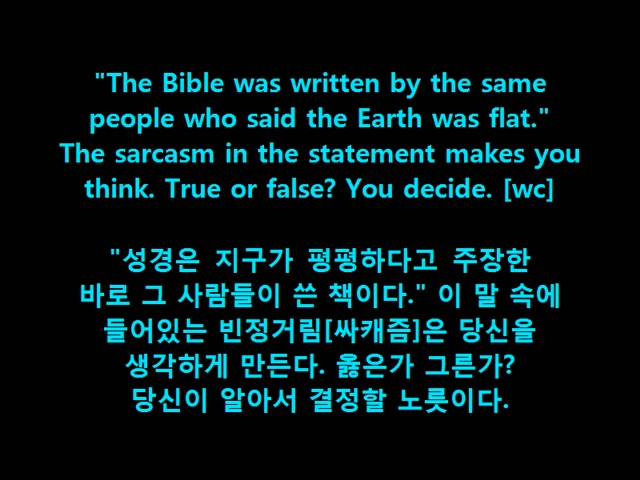 "The Bible was written by the same
people who said the Earth was flat."
The sarcasm in the statement makes you
think. True or false? You decide. [wc]
"성경은 지구가 평평하다고 주장한
바로 그 사람들이 쓴 책이다." 이 말 속에
들어있는 빈정거림[싸캐즘]은 당신을
생각하게 만든다. 옳은가 그른가?
당신이 알아서 결정할 노릇이다.